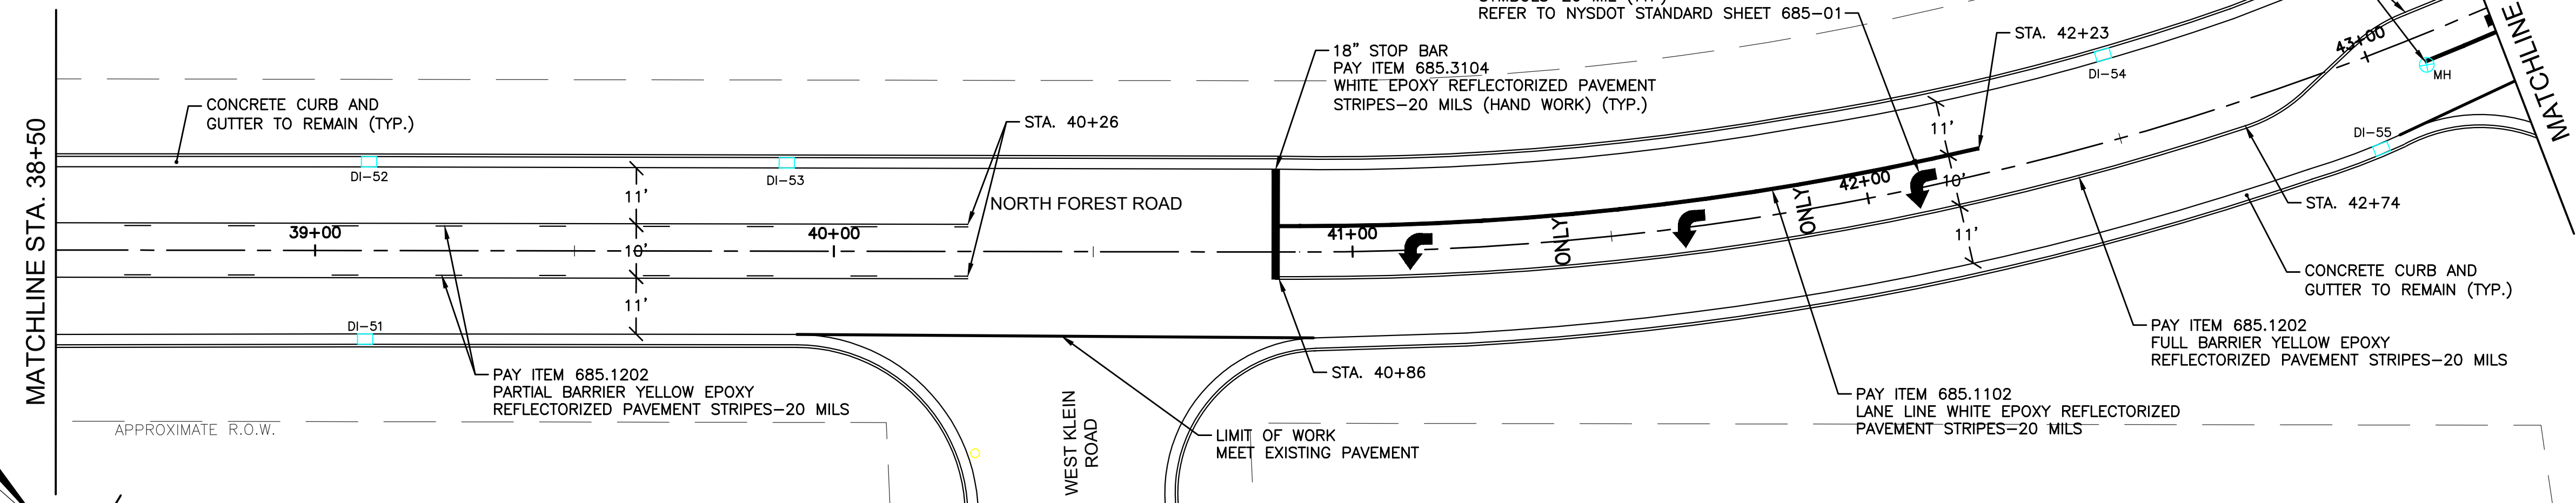 REFER TO NYSDOT STANDARD SHEET 685-01
18" STOP BAR
PAY ITEM 685.3104
WHITE EPOXY REFLECTORIZED PAVEMENT
STRIPES-20 MILS (HAND WORK) (TYP.)
STA. 42+23
43+00
MH
DI-54
MATCHLINE
CONCRETE CURB AND
GUTTER TO REMAIN (TYP.)
STA. 40+26
DI-52
DI-53
DI-55
MATCHLINE STA. 38+50
11'
10'
11'
NORTH FOREST ROAD
39+00
40+00
41+00
42+00
ONLY
ONLY
11'
10'
11'
STA. 42+74
DI-51
CONCRETE CURB AND
GUTTER TO REMAIN (TYP.)
PAY ITEM 685.1202
FULL BARRIER YELLOW EPOXY
REFLECTORIZED PAVEMENT STRIPES-20 MILS
STA. 40+86
PAY ITEM 685.1202
PARTIAL BARRIER YELLOW EPOXY
REFLECTORIZED PAVEMENT STRIPES-20 MILS
PAY ITEM 685.1102
LANE LINE WHITE EPOXY REFLECTORIZED
PAVEMENT STRIPES-20 MILS
APPROXIMATE R.O.W.
WEST KLEIN
ROAD
LIMIT OF WORK
MEET EXISTING PAVEMENT